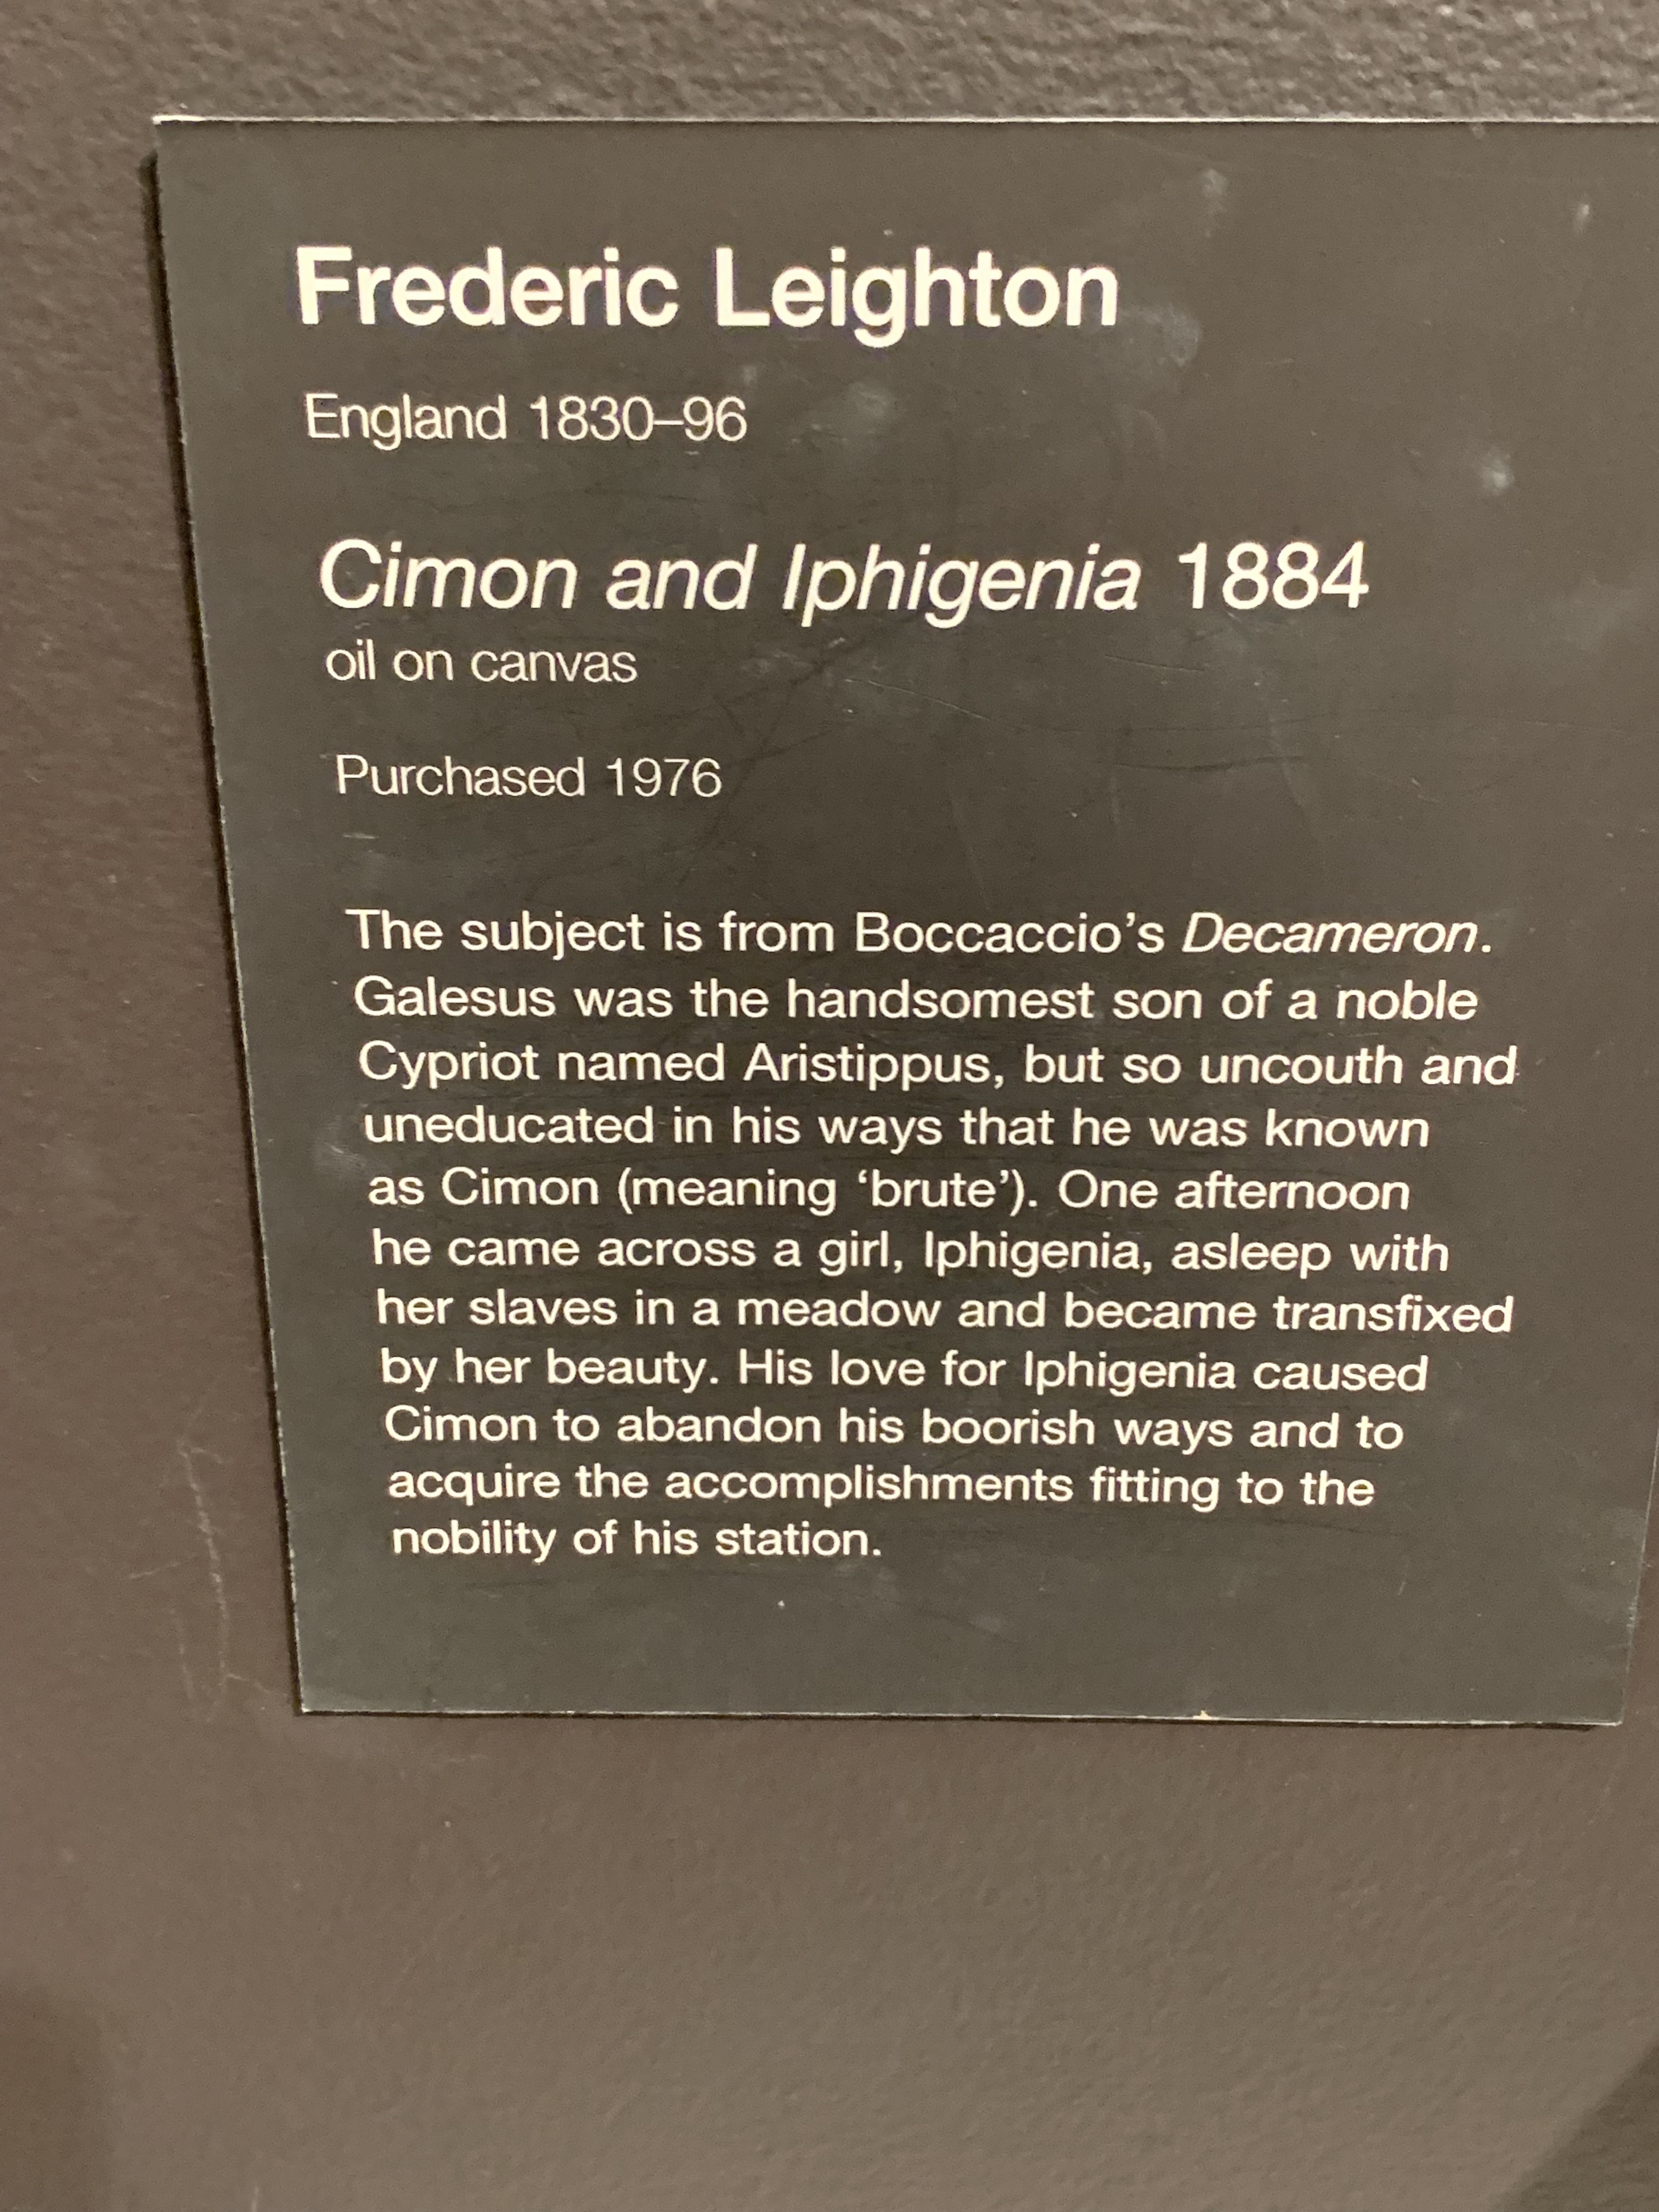 Frederic Leighton
England 1830–96
Cimon and Iphigenia 1884
oil on canvas
Purchased 1976
The subject is from Boccaccio’s Decameron.
Galesus was the handsomest son of a noble
Cypriot named Aristippus, but so uncouth and
uneducated in his ways that he was known
as Cimon (meaning ‘brute’). One afternoon
he came across a girl, Iphigenia, asleep with
her slaves in a meadow and became transfixed
by her beauty. His love for Iphigenia caused
Cimon to abandon his boorish ways and to
acquire the accomplishments fitting to the
nobility of his station.